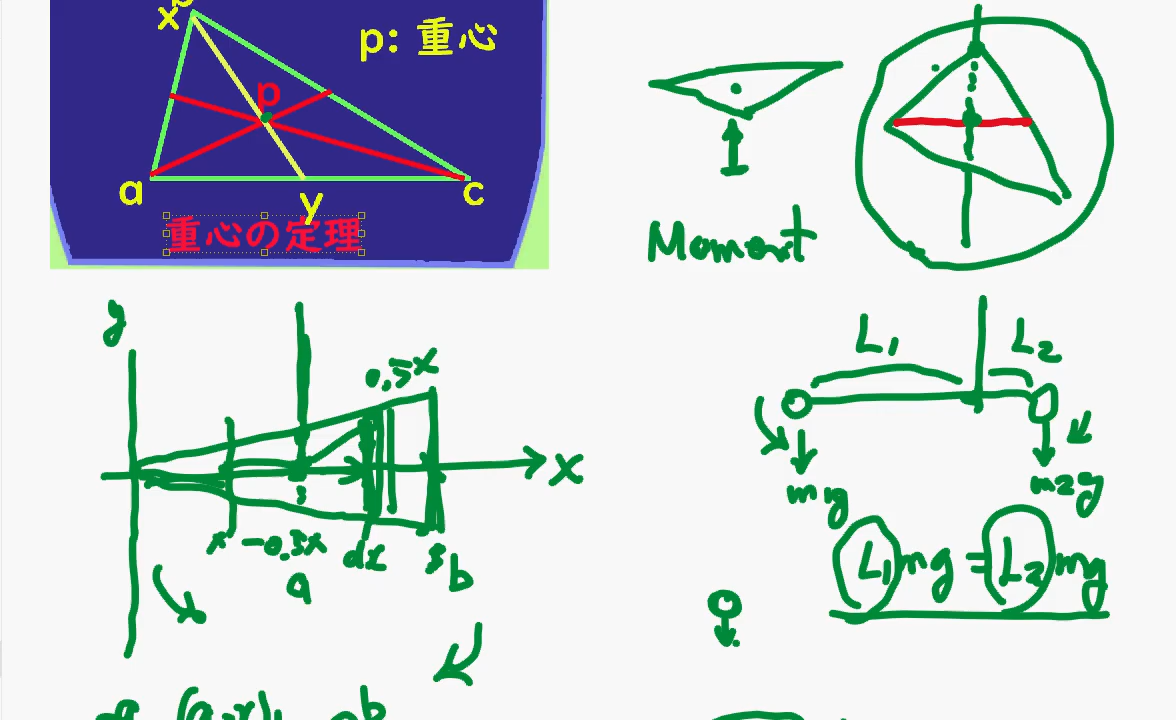 x
p: 重心
p
a
y
c
重心の定理
Moment
y
0.5x
x
x
-0.5x
dx
a
b
L1
L2
m1g
m2g
L1mg = L2mg